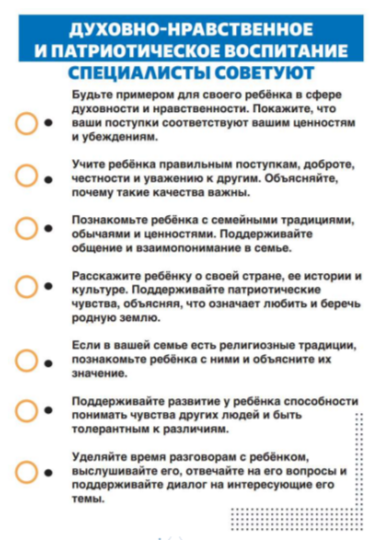 ДУХОВНО-НРАВСТВЕННОЕ
И ПАТРИОТИЧЕСКОЕ ВОСПИТАНИЕ
СПЕЦИАЛИСТЫ СОВЕТУЮТ
Будьте примером для своего ребёнка в сфере
духовности и нравственности. Покажите, что
ваши поступки соответствуют вашим ценностям
и убеждениям.
Учите ребёнка правильным поступкам, доброте,
честности и уважению к другим. Объясняйте,
почему такие качества важны.
Познакомьте ребёнка с семейными традициями,
обычаями и ценностями. Поддерживайте
общение и взаимопонимание в семье.
Расскажите ребёнку о своей стране, ее истории и
культуре. Поддерживайте патриотические
чувства, объясняя, что означает любить и беречь
родную землю.
Если в вашей семье есть религиозные традиции,
познакомьте ребёнка с ними и объясните их
значение.
Поддерживайте развитие у ребёнка способности
понимать чувства других людей и быть
толерантным к различиям.
Уделяйте время разговорам с ребёнком,
выслушивайте его, отвечайте на его вопросы и
поддерживайте диалог на интересующие его
темы.